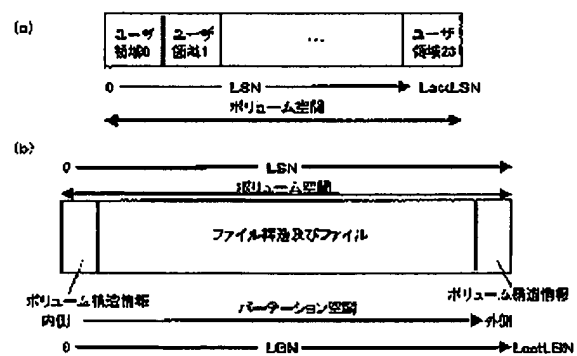 (a)
ユーザ領域0
ユーザ領域1
...
ユーザ領域23
0 LSN LastLSN
ボリューム空間
(b)
0 LSN
ボリューム空間
ファイル構造及びファイル
ボリューム構造情報
ボリューム構造情報
内側 パーテーション空間 外側
0 LSN LastLSN